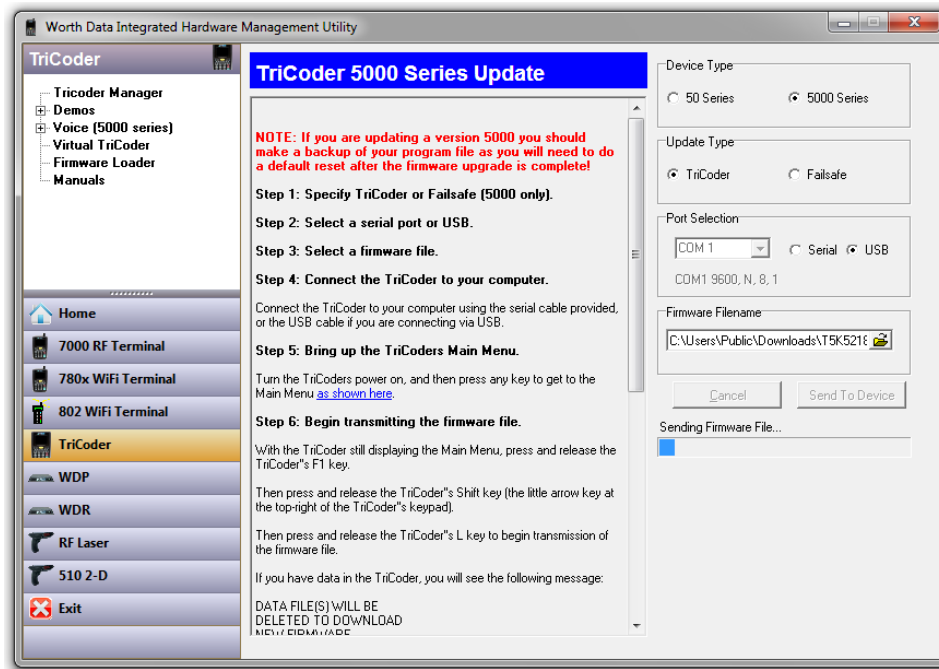 Worth Data Integrated Hardware Management Utility
TriCoder
Tricoder Manager
Demos
Voice (5000 series)
Virtual TriCoder
Firmware Loader
Manuals
Home
7000 RF Terminal
780x WiFi Terminal
802 WiFi Terminal
TriCoder
WDP
WDR
RF Laser
510 2-D
Exit
TriCoder 5000 Series Update
NOTE: If you are updating a version 5000 you should
make a backup of your program file as you will need to do
a default reset after the firmware upgrade is complete!
Step 1: Specify TriCoder or Failsafe (5000 only).
Step 2: Select a serial port or USB.
Step 3: Select a firmware file.
Step 4: Connect the TriCoder to your computer.
Connect the TriCoder to your computer using the serial cable provided,
or the USB cable if you are connecting via USB.
Step 5: Bring up the TriCoders Main Menu.
Turn the TriCoders power on, and then press any key to get to the
Main Menu as shown here.
Step 6: Begin transmitting the firmware file.
With the TriCoder still displaying the Main Menu, press and release the
TriCoder"s F1 key.
Then press and release the TriCoder"s Shift key (the little arrow key at
the top-right of the TriCoder"s keypad).
Then press and release the TriCoder"s L key to begin transmission of
the firmware file.
If you have data in the TriCoder, you will see the following message:
DATA FILE(S) WILL BE
DELETED TO DOWNLOAD
NEW FIRMWARE
Device Type
50 Series 5000 Series
Update Type
TriCoder Failsafe
Port Selection
COM 1 Serial USB
COM1 9600, N, 8, 1
Firmware Filename
C:\Users\Public\Downloads\T5K5218
Cancel Send To Device
Sending Firmware File...